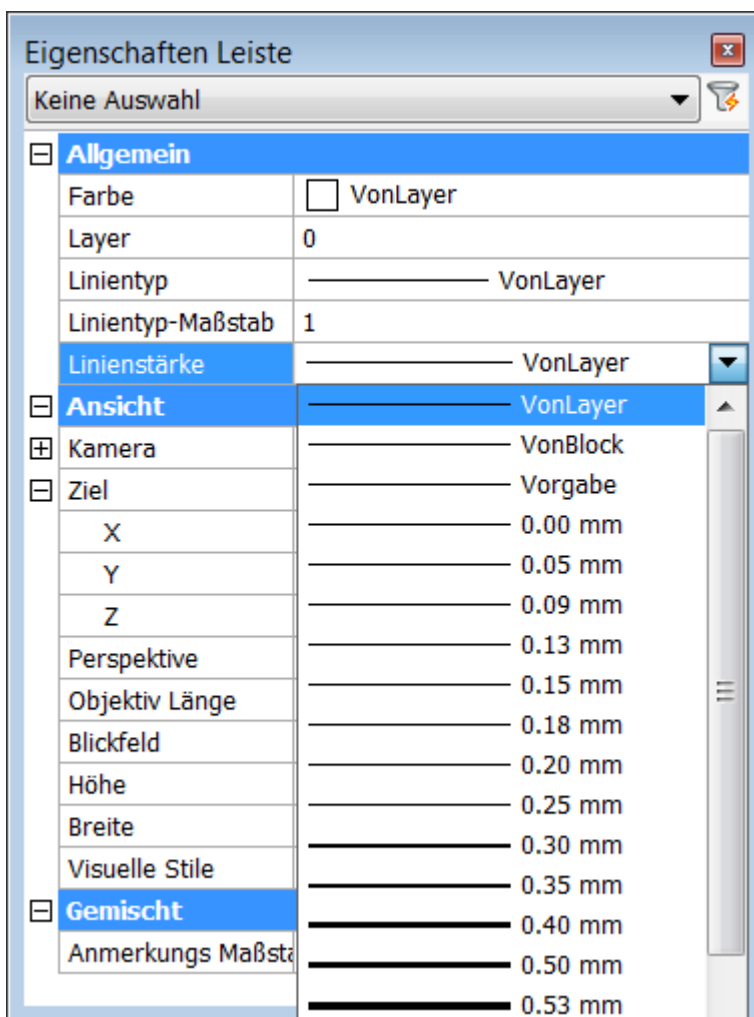 Eigenschaften Leiste
Keine Auswahl
Allgemein
Farbe VonLayer
Layer 0
Linientyp VonLayer
Linientyp-Maßstab 1
Linienstärke VonLayer
Ansicht VonLayer
Kamera VonBlock
Ziel Vorgabe
X 0.00 mm
Y 0.05 mm
Z 0.09 mm
Perspektive 0.13 mm
Objektiv Länge 0.15 mm
Blickfeld 0.18 mm
Höhe 0.20 mm
Breite 0.25 mm
Visuelle Stile 0.30 mm
Gemischt 0.35 mm
0.40 mm
Anmerkungs Maßsta 0.50 mm
0.53 mm